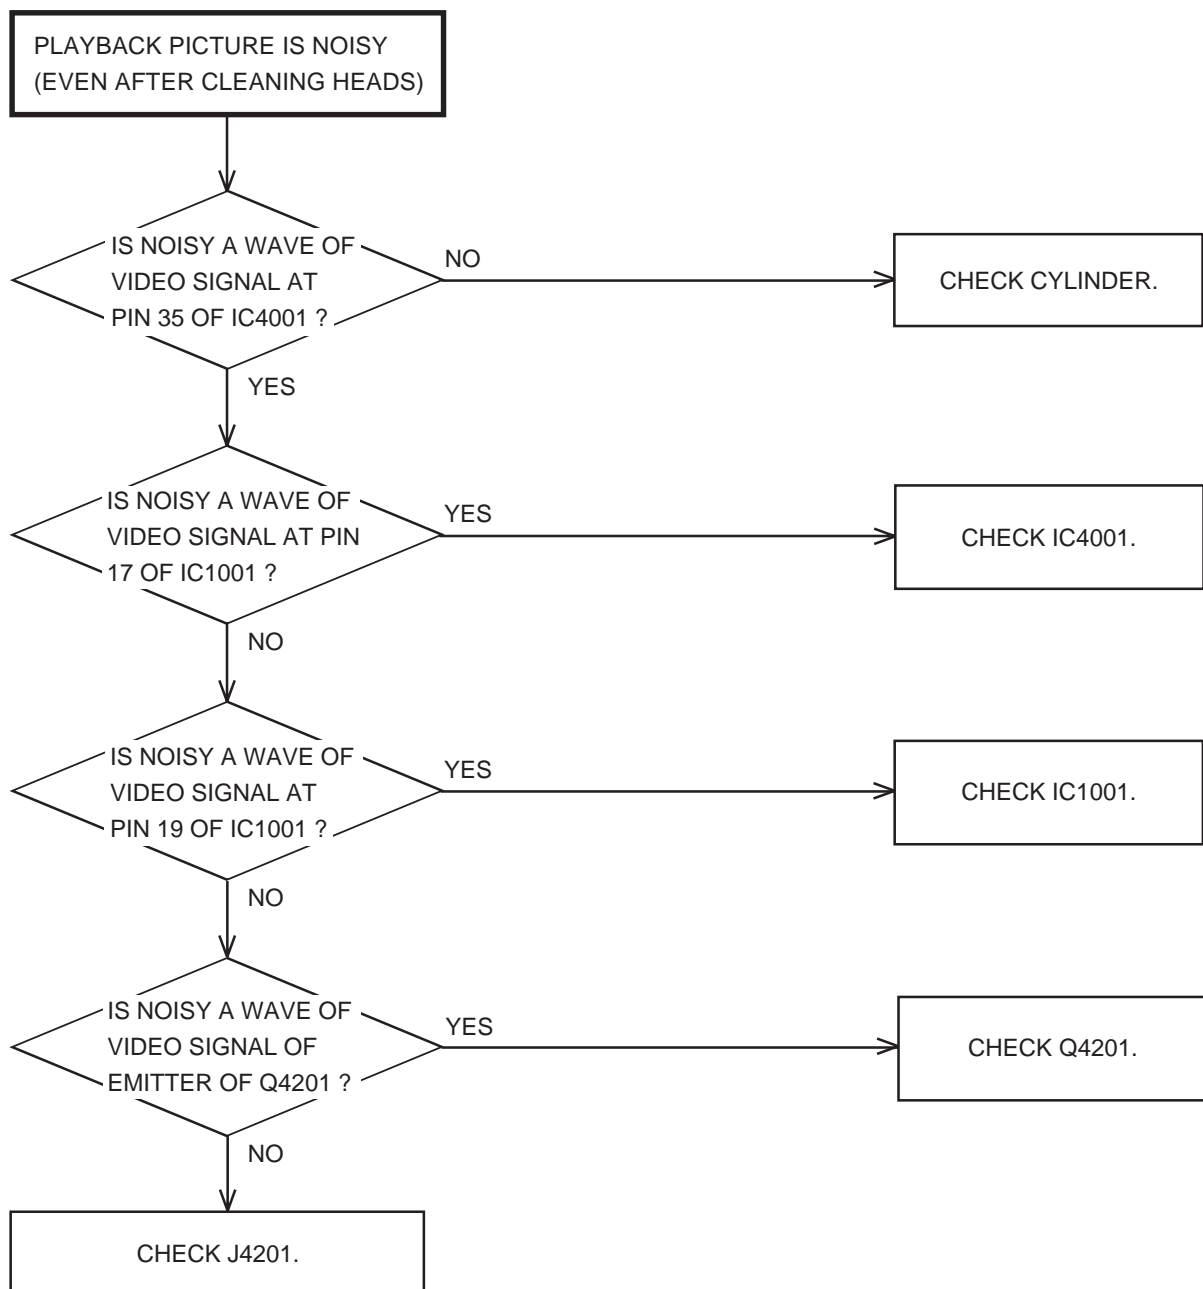 PLAYBACK PICTURE IS NOISY
(EVEN AFTER CLEANING HEADS)
IS NOISY A WAVE OF
VIDEO SIGNAL AT
PIN 35 OF IC4001 ?
NO
CHECK CYLINDER.
YES
IS NOISY A WAVE OF
VIDEO SIGNAL AT PIN
17 OF IC1001 ?
YES
CHECK IC4001.
NO
IS NOISY A WAVE OF
VIDEO SIGNAL AT
PIN 19 OF IC1001 ?
YES
CHECK IC1001.
NO
IS NOISY A WAVE OF
VIDEO SIGNAL OF
EMITTER OF Q4201 ?
YES
CHECK Q4201.
NO
CHECK J4201.